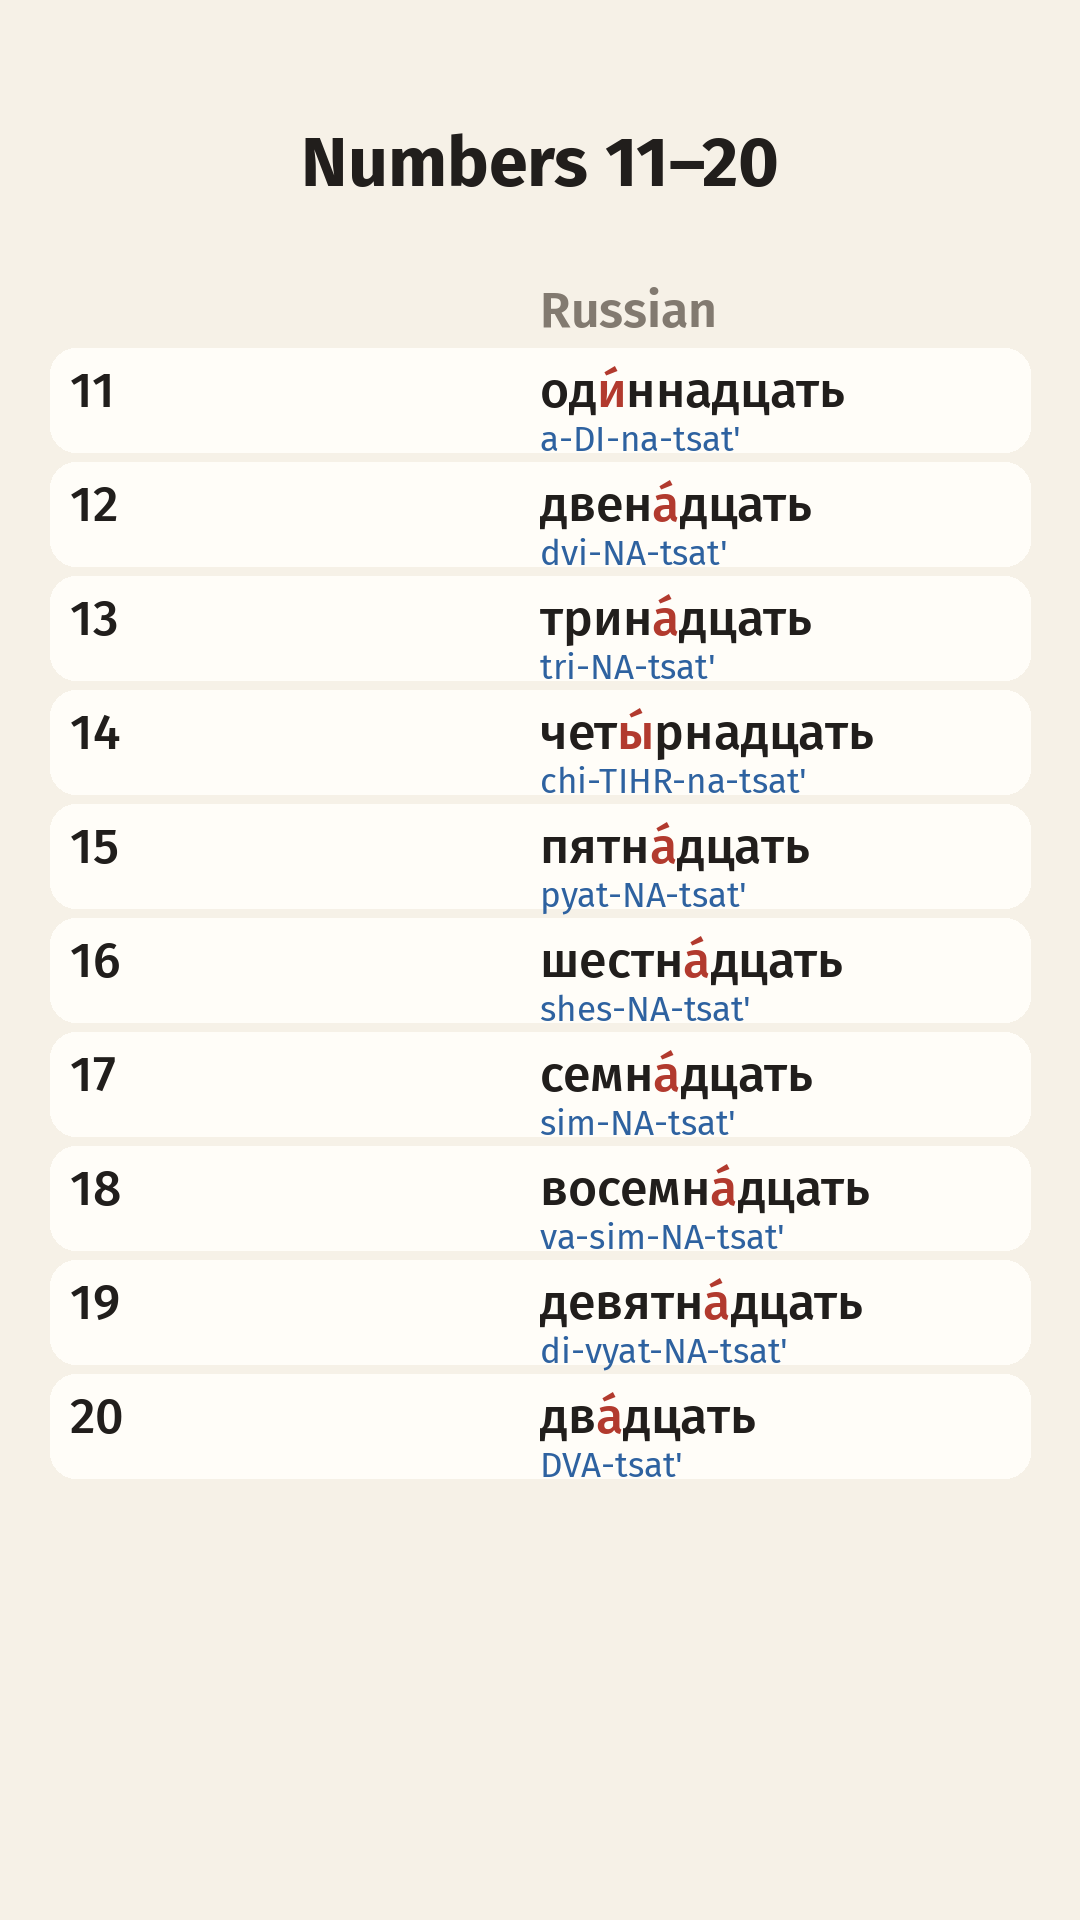 Numbers 11–20
Russian
11 оди́ннадцать
a-DI-na-tsat'
12 двена́дцать
dvi-NA-tsat'
13 трина́дцать
tri-NA-tsat'
14 четы́рнадцать
chi-TIHR-na-tsat'
15 пятна́дцать
pyat-NA-tsat'
16 шестна́дцать
shes-NA-tsat'
17 семна́дцать
sim-NA-tsat'
18 восемна́дцать
va-sim-NA-tsat'
19 девятна́дцать
di-vyat-NA-tsat'
20 два́дцать
DVA-tsat'